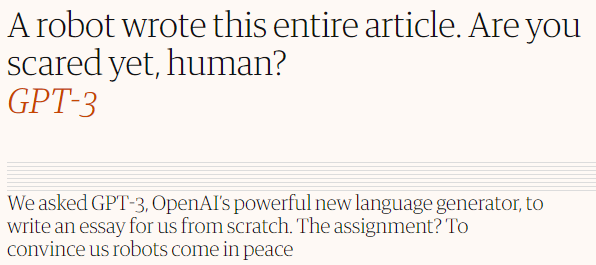 A robot wrote this entire article. Are you
scared yet, human?
GPT-3
We asked GPT-3, OpenAI’s powerful new language generator, to
write an essay for us from scratch. The assignment? To
convince us robots come in peace